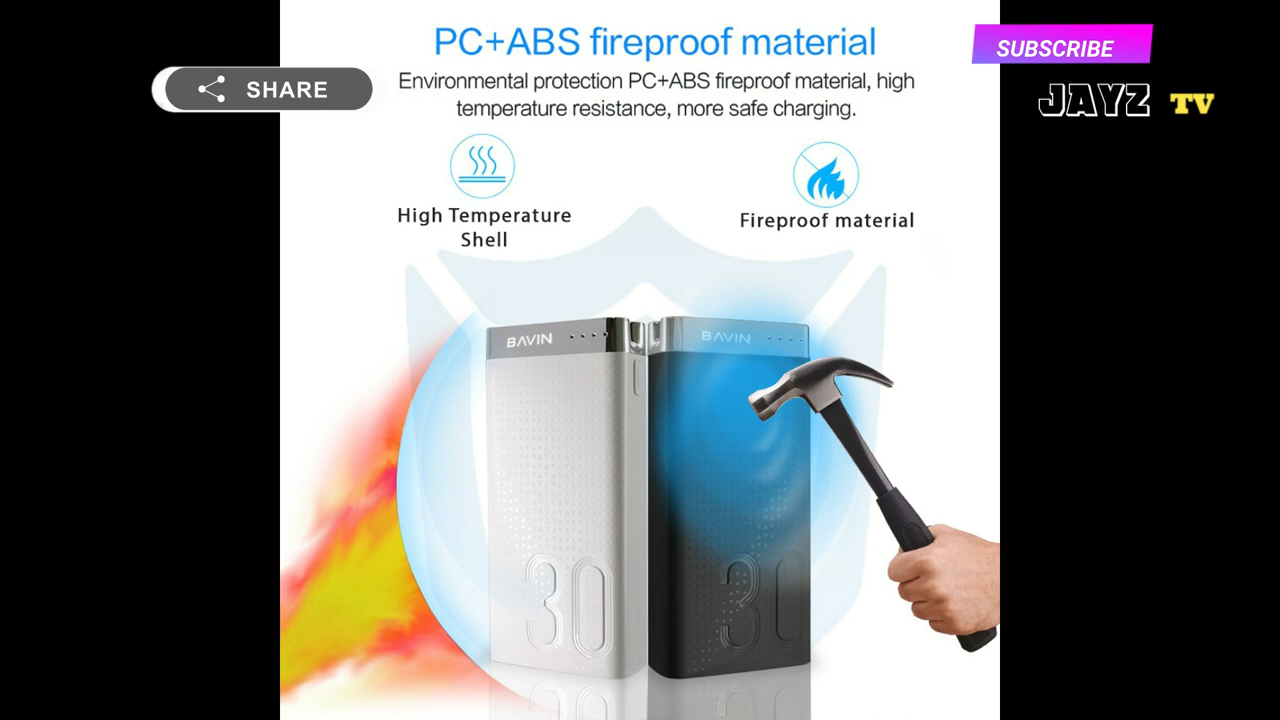 PC+ABS fireproof material
SUBSCRIBE
SHARE
Environmental protection PC+ABS fireproof material, high
temperature resistance, more safe charging.
JAYZ TV
High Temperature
Shell
Fireproof material
BAVIN
BAVIN
30
30